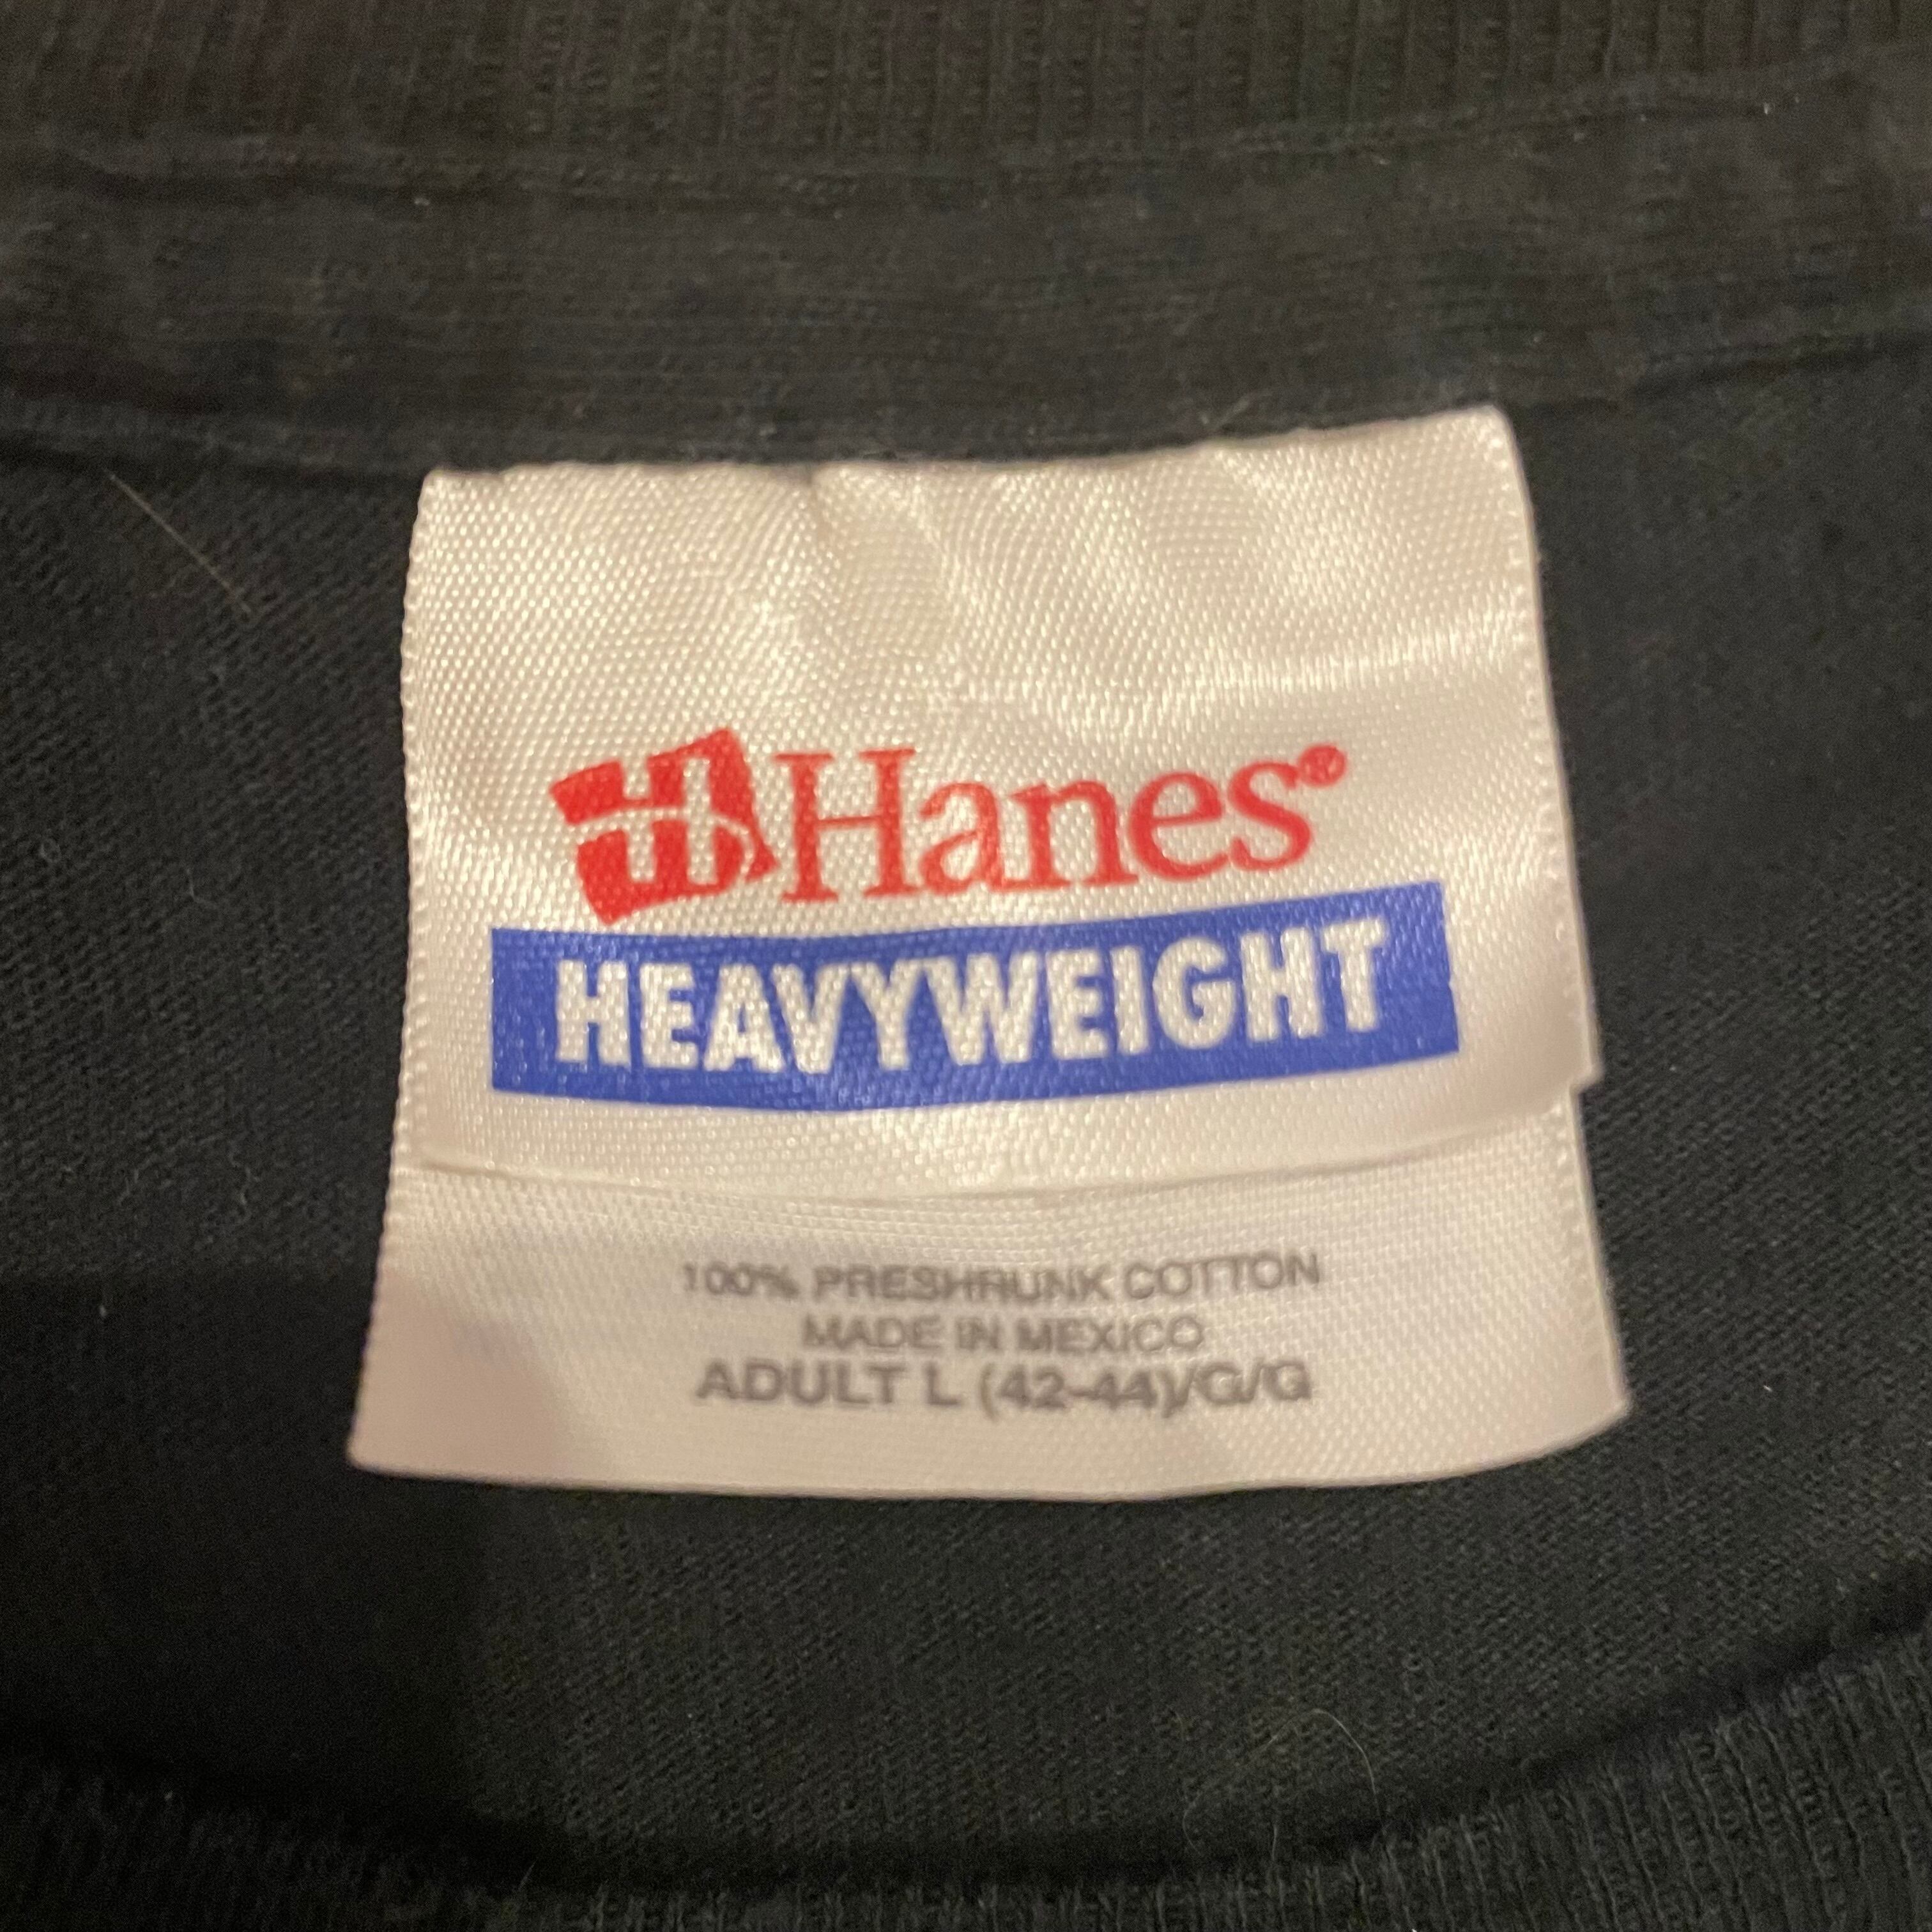 Hanes®
HEAVYWEIGHT
100% PRESHRUNK COTTON
MADE IN MEXICO
ADULT L (42-44)/G/G